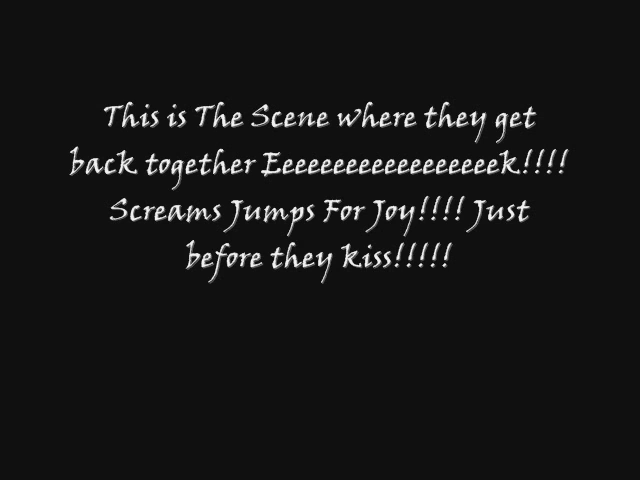 This is The Scene where they get
back together Eeeeeeeeeeeeeeeeeek!!!!
Screams Jumps For Joy!!!! Just
before they kiss!!!!!